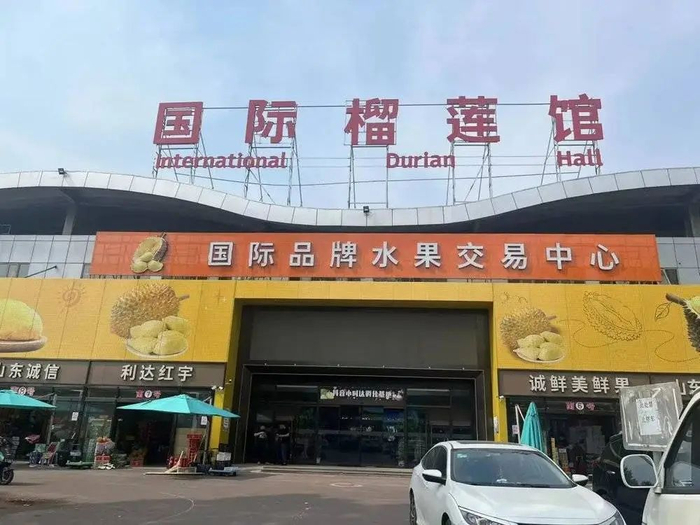 国际榴莲馆
International Durian Hall
国际品牌水果交易中心
山东诚信
利达红宇
诚鲜美鲜果